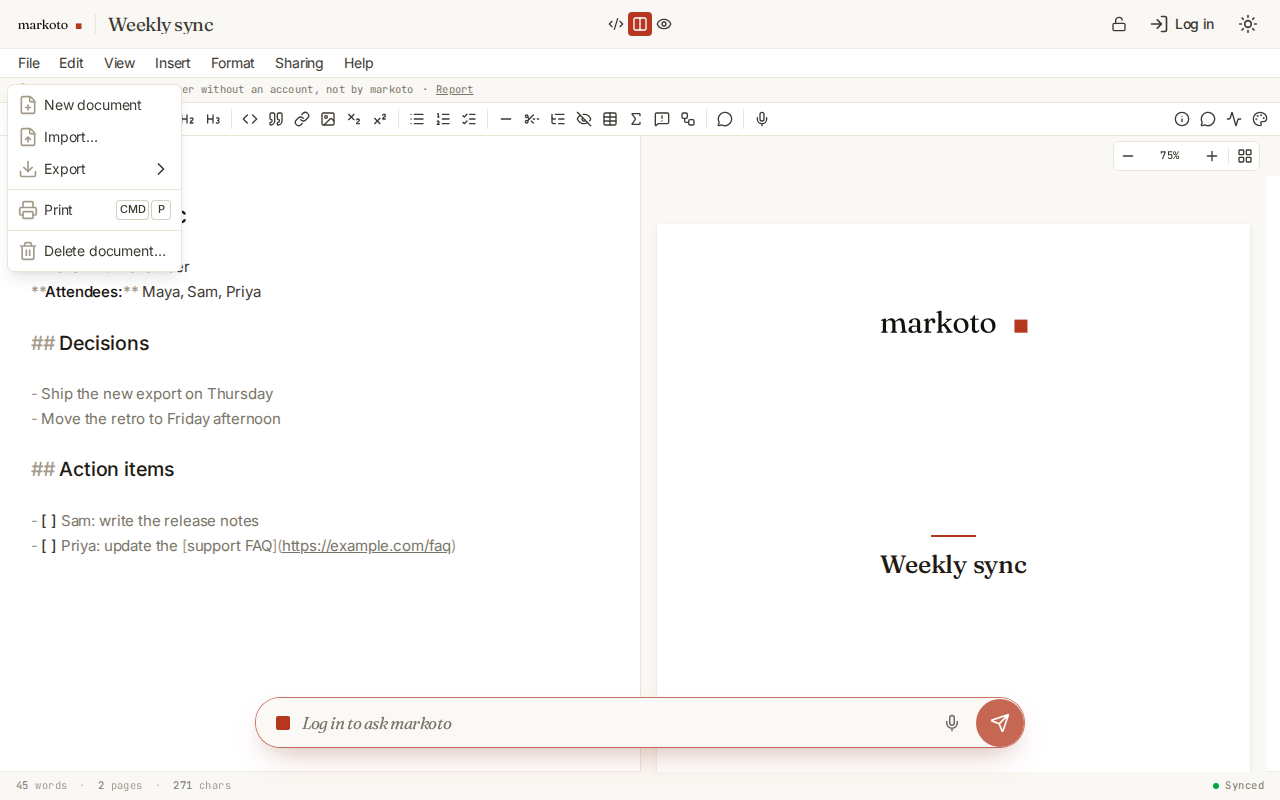 markoto
Weekly sync
Log in
File Edit View Insert Format Sharing Help
without an account, not by markoto · Report
New document
Import...
Export
Print CMD P
Delete document...
H2 H3
75%
**Attendees:** Maya, Sam, Priya
## Decisions
- Ship the new export on Thursday
- Move the retro to Friday afternoon
## Action items
- [ ] Sam: write the release notes
- [ ] Priya: update the [support FAQ](https://example.com/faq)
markoto
Weekly sync
Log in to ask markoto
45 words · 2 pages · 271 chars
Synced